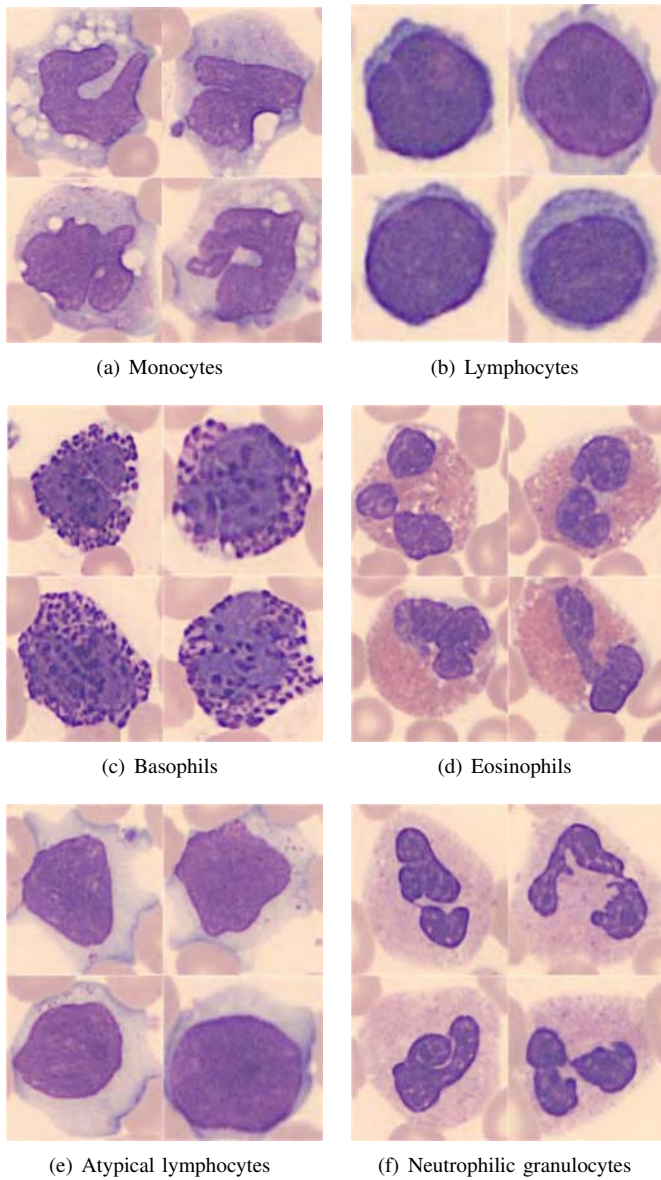 (a) Monocytes
(b) Lymphocytes
(c) Basophils
(d) Eosinophils
(e) Atypical lymphocytes
(f) Neutrophilic granulocytes